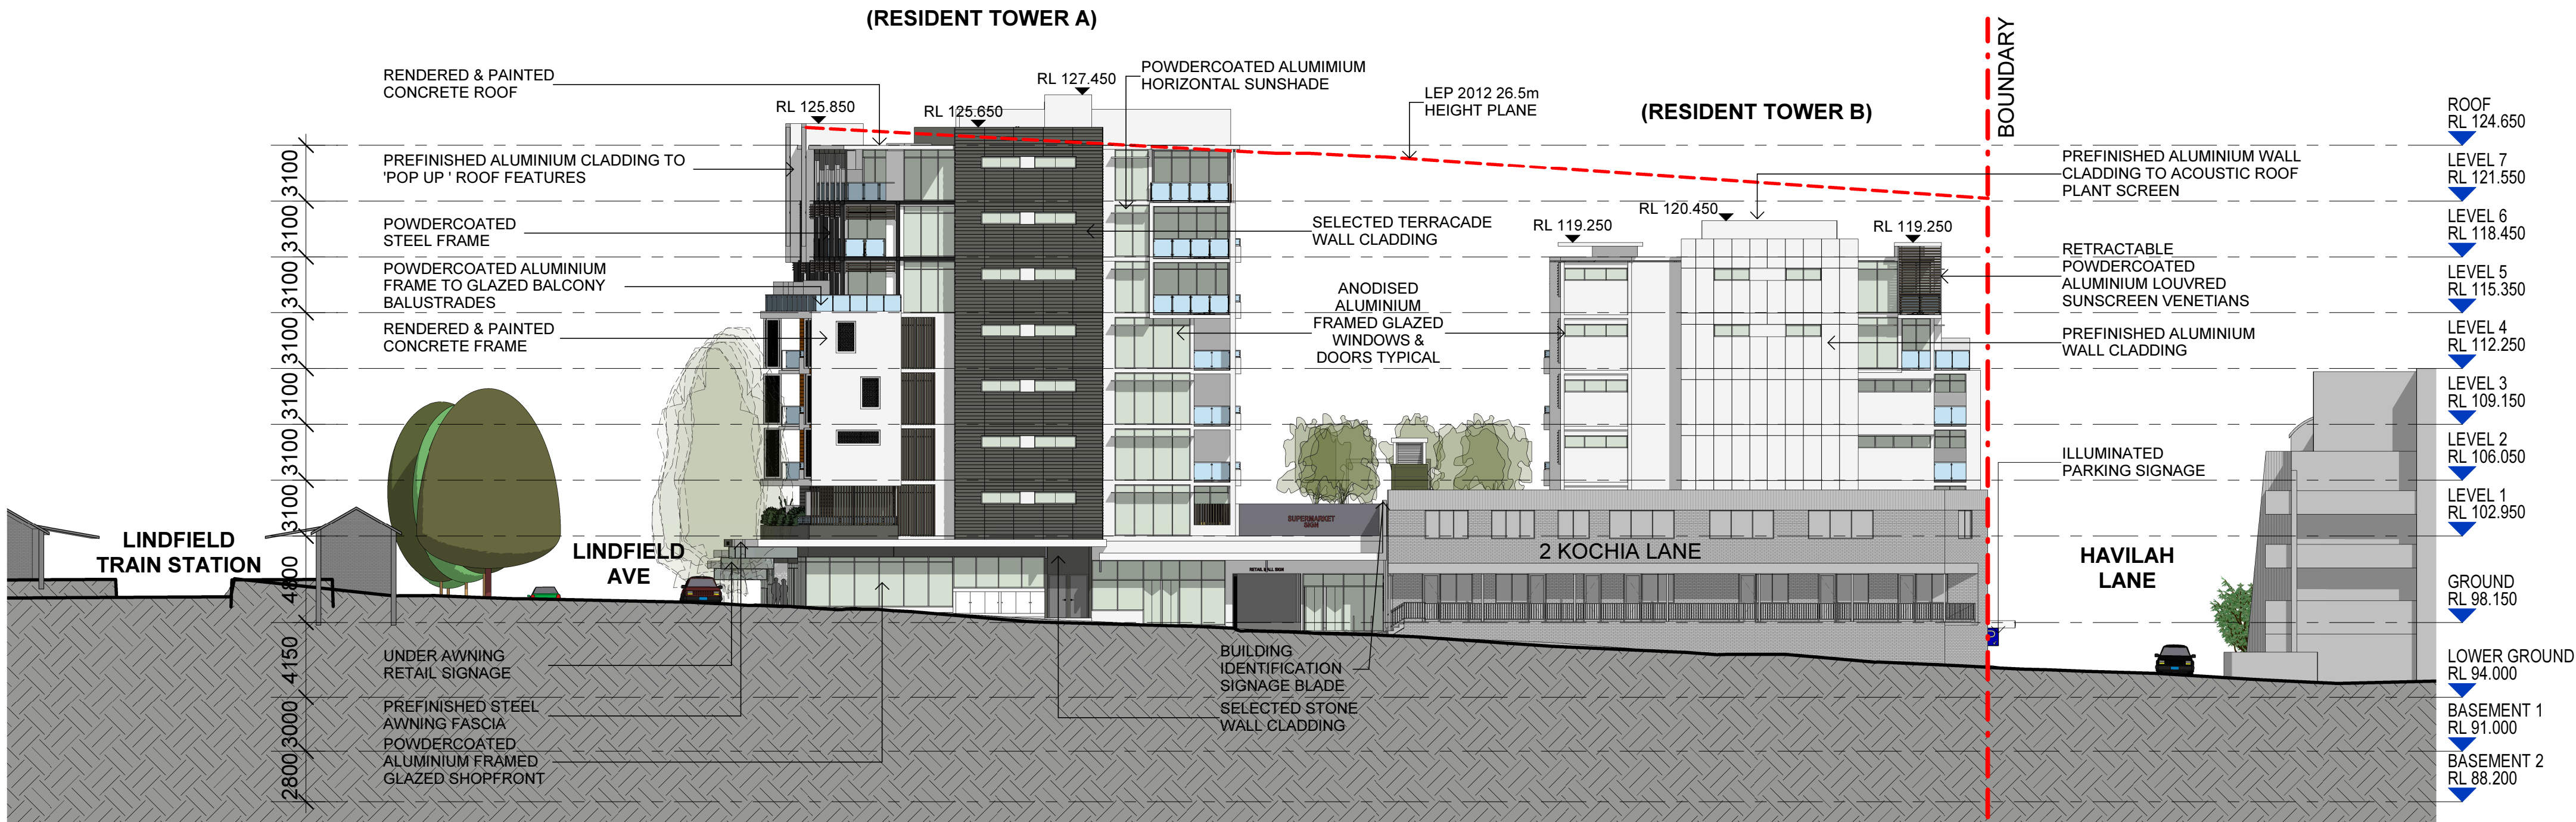 (RESIDENT TOWER A)
RENDERED & PAINTED
CONCRETE ROOF
RL 125.850
RL 125.650
RL 127.450
POWDERCOATED ALUMIMIUM
HORIZONTAL SUNSHADE
LEP 2012 26.5m
HEIGHT PLANE
(RESIDENT TOWER B)
BOUNDARY
PREFINISHED ALUMINIUM CLADDING TO
'POP UP ' ROOF FEATURES
POWDERCOATED
STEEL FRAME
POWDERCOATED ALUMINIUM
FRAME TO GLAZED BALCONY
BALUSTRADES
RENDERED & PAINTED
CONCRETE FRAME
SELECTED TERRACADE
WALL CLADDING
ANODISED
ALUMINIUM
FRAMED GLAZED
WINDOWS &
DOORS TYPICAL
RL 119.250
RL 120.450
RL 119.250
PREFINISHED ALUMINIUM WALL
CLADDING TO ACOUSTIC ROOF
PLANT SCREEN
RETRACTABLE
POWDERCOATED
ALUMINIUM LOUVRED
SUNSCREEN VENETIANS
PREFINISHED ALUMINIUM
WALL CLADDING
ILLUMINATED
PARKING SIGNAGE
ROOF
RL 124.650
LEVEL 7
RL 121.550
LEVEL 6
RL 118.450
LEVEL 5
RL 115.350
LEVEL 4
RL 112.250
LEVEL 3
RL 109.150
LEVEL 2
RL 106.050
LEVEL 1
RL 102.950
GROUND
RL 98.150
LOWER GROUND
RL 94.000
BASEMENT 1
RL 91.000
BASEMENT 2
RL 88.200
3100
3100
3100
3100
3100
3100
3100
4800
4150
3000
2800
LINDFIELD
TRAIN STATION
LINDFIELD
AVE
SUPERMARKET
SIGN
RETAIL MALL SIGN
2 KOCHIA LANE
HAVILAH
LANE
UNDER AWNING
RETAIL SIGNAGE
PREFINISHED STEEL
AWNING FASCIA
POWDERCOATED
ALUMINIUM FRAMED
GLAZED SHOPFRONT
BUILDING
IDENTIFICATION
SIGNAGE BLADE
SELECTED STONE
WALL CLADDING